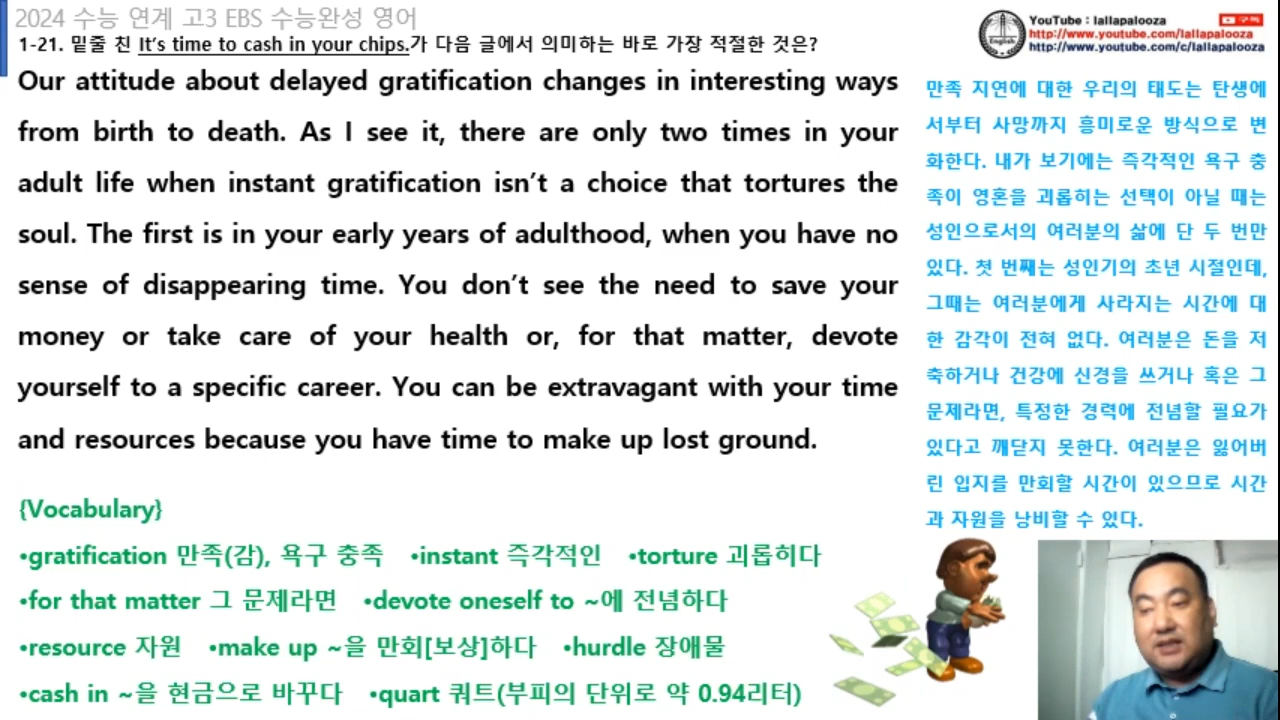 2024 수능 연계 고3 EBS 수능완성 영어
1-21. 밑줄 친 It's time to cash in your chips.가 다음 글에서 의미하는 바로 가장 적절한 것은?
English
YouTube : lallapalooza
구독
http://www.youtube.com/lallapalooza
http://www.youtube.com/c/lallapalooza
Our attitude about delayed gratification changes in interesting ways
from birth to death. As I see it, there are only two times in your
adult life when instant gratification isn't a choice that tortures the
soul. The first is in your early years of adulthood, when you have no
sense of disappearing time. You don't see the need to save your
money or take care of your health or, for that matter, devote
yourself to a specific career. You can be extravagant with your time
and resources because you have time to make up lost ground.
만족 지연에 대한 우리의 태도는 탄생에
서부터 사망까지 흥미로운 방식으로 변
화한다. 내가 보기에는 즉각적인 욕구 충
족이 영혼을 괴롭히는 선택이 아닐 때는
성인으로서의 여러분의 삶에 단 두 번만
있다. 첫 번째는 성인기의 초년 시절인데,
그때는 여러분에게 사라지는 시간에 대
한 감각이 전혀 없다. 여러분은 돈을 저
축하거나 건강에 신경을 쓰거나 혹은 그
문제라면, 특정한 경력에 전념할 필요가
있다고 깨닫지 못한다. 여러분은 잃어버
린 입지를 만회할 시간이 있으므로 시간
과 자원을 낭비할 수 있다.
{Vocabulary}
•gratification 만족(감), 욕구 충족 •instant 즉각적인 •torture 괴롭히다
•for that matter 그 문제라면 •devote oneself to ~에 전념하다
•resource 자원 •make up ~을 만회[보상]하다 •hurdle 장애물
•cash in ~을 현금으로 바꾸다 •quart 쿼트(부피의 단위로 약 0.94리터)